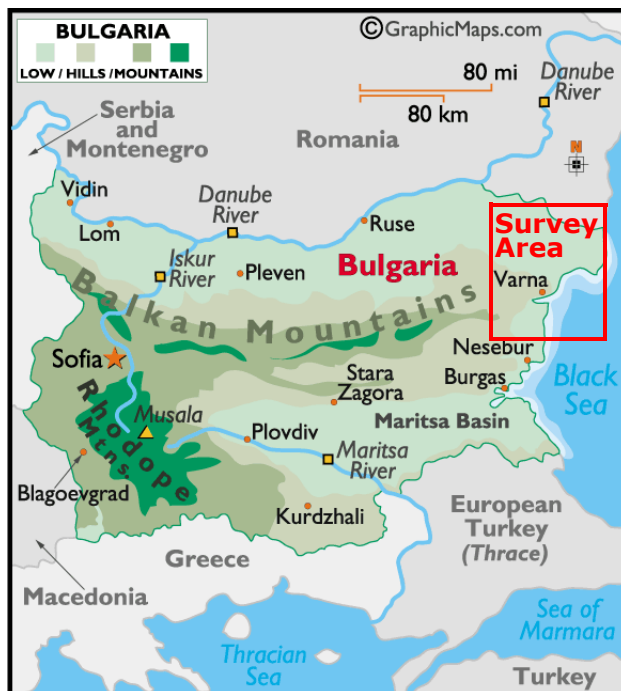 BULGARIA
LOW / HILLS / MOUNTAINS
©GraphicMaps.com
80 mi
80 km
Danube
River
N
Serbia
and
Montenegro
Romania
Vidin
Lom
Danube
River
Ruse
Survey
Area
Iskur
River
Pleven
Bulgaria
Varna
Balkan Mountains
Sofia
Nesebur
Burgas
Black
Sea
Stara
Zagora
Rhodope
Mtns
Musala
Maritsa Basin
Plovdiv
Maritsa
River
Blagoevgrad
Kurdzhali
European
Turkey
(Thrace)
Greece
Macedonia
Sea of
Marmara
Thracian
Sea
Turkey